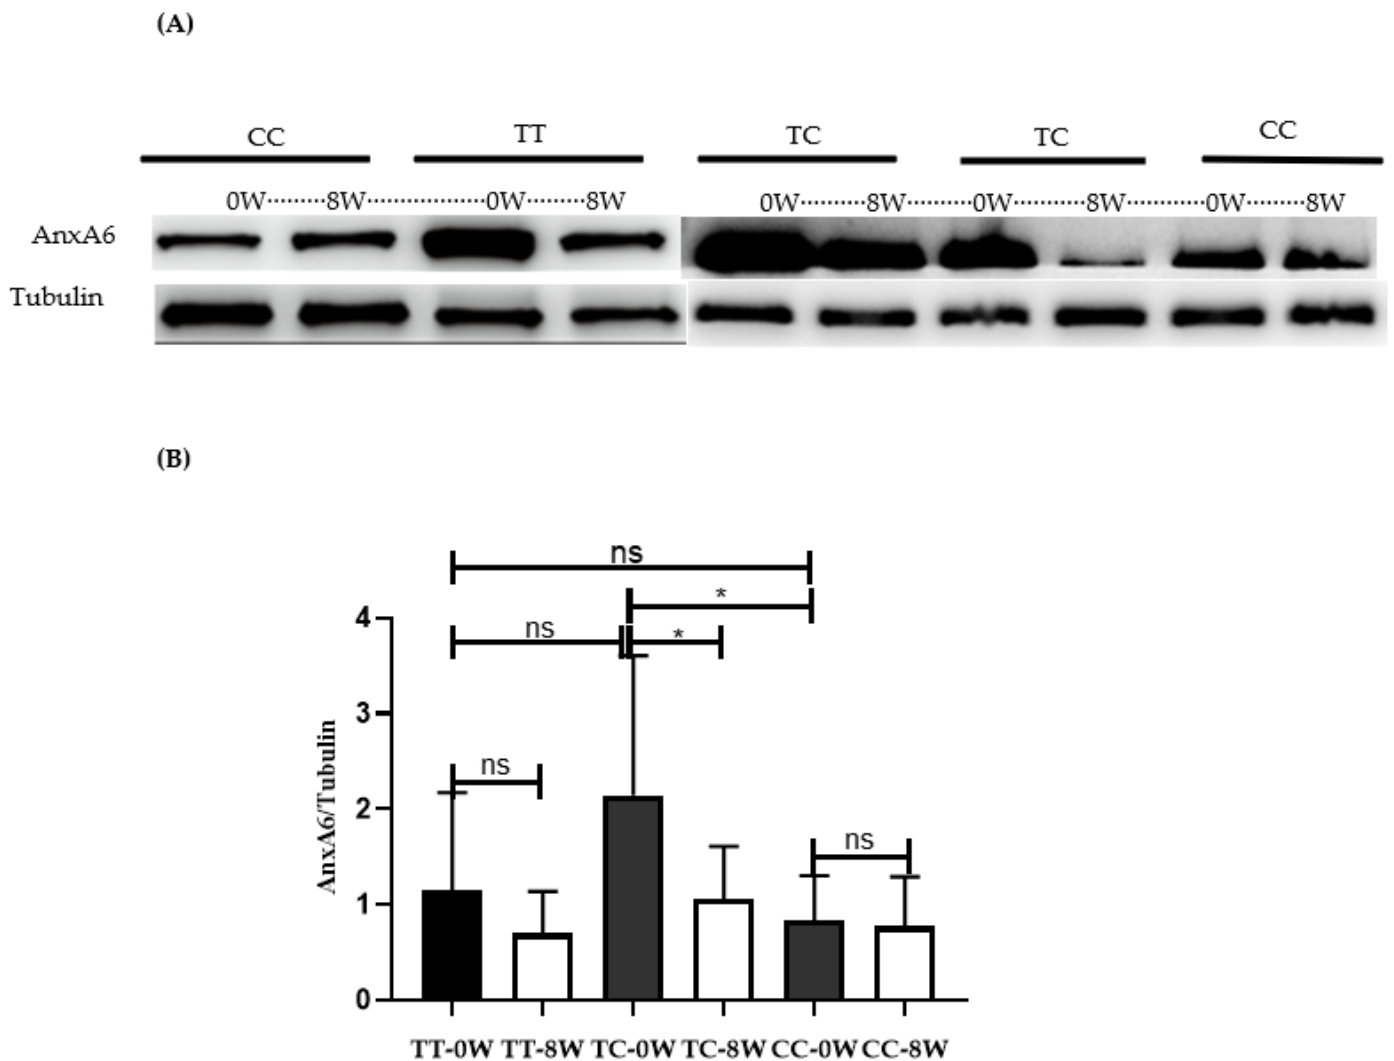 (A)
CC TT TC TC CC
0W········8W················0W········8W 0W·········8W·········0W··········8W··········0W·········8W
AnxA6
Tubulin
(B)
ns
*
ns *
ns
ns
AnxA6/Tubulin
4
3
2
1
0
TT-0W TT-8W TC-0W TC-8W CC-0W CC-8W